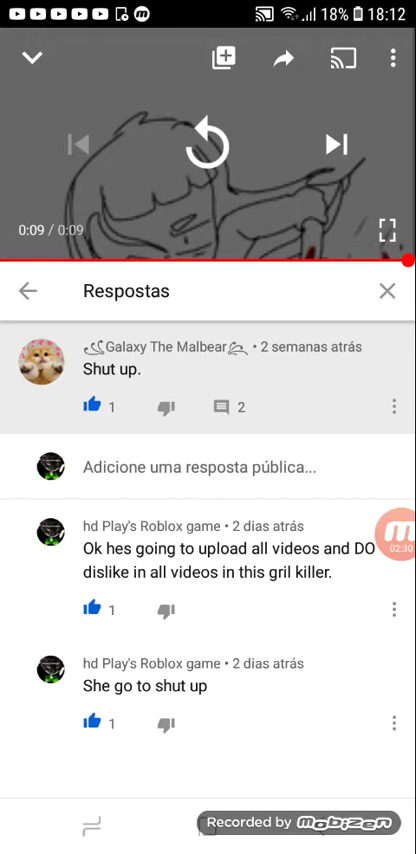 18% 18:12
0:09 / 0:09
Respostas
Galaxy The Malbear • 2 semanas atrás
Shut up.
1
2
Adicione uma resposta pública...
hd Play's Roblox game • 2 dias atrás
Ok hes going to upload all videos and DO
dislike in all videos in this gril killer.
m
02:30
1
hd Play's Roblox game • 2 dias atrás
She go to shut up
1
Recorded by mobizen